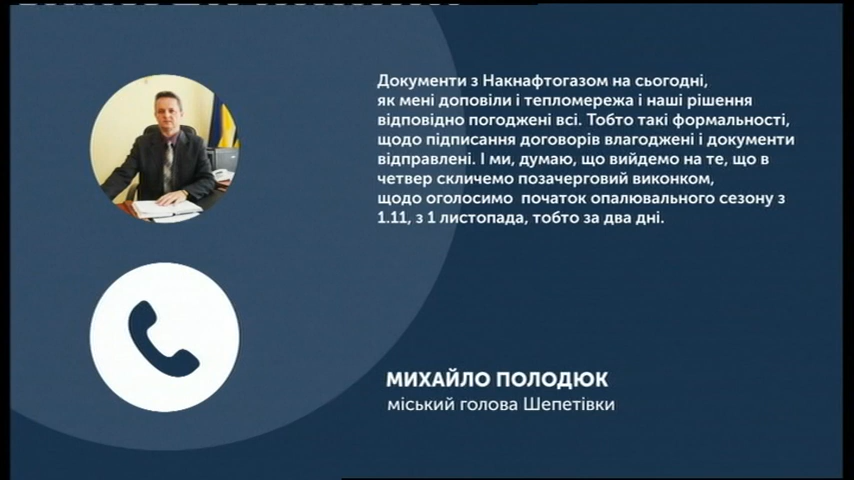 Документи з Накнафтогазом на сьогодні,
як мені доповіли і тепломережа і наші рішення
відповідно погоджені всі. Тобто такі формальності,
щодо підписання договорів влагоджені і документи
відправлені. І ми, думаю, що вийдемо на те, що в
четвер скличемо позачерговий виконком,
щодо оголосимо початок опалювального сезону з
1.11, з 1 листопада, тобто за два дні.
МИХАЙЛО ПОЛОДЮК
міський голова Шепетівки